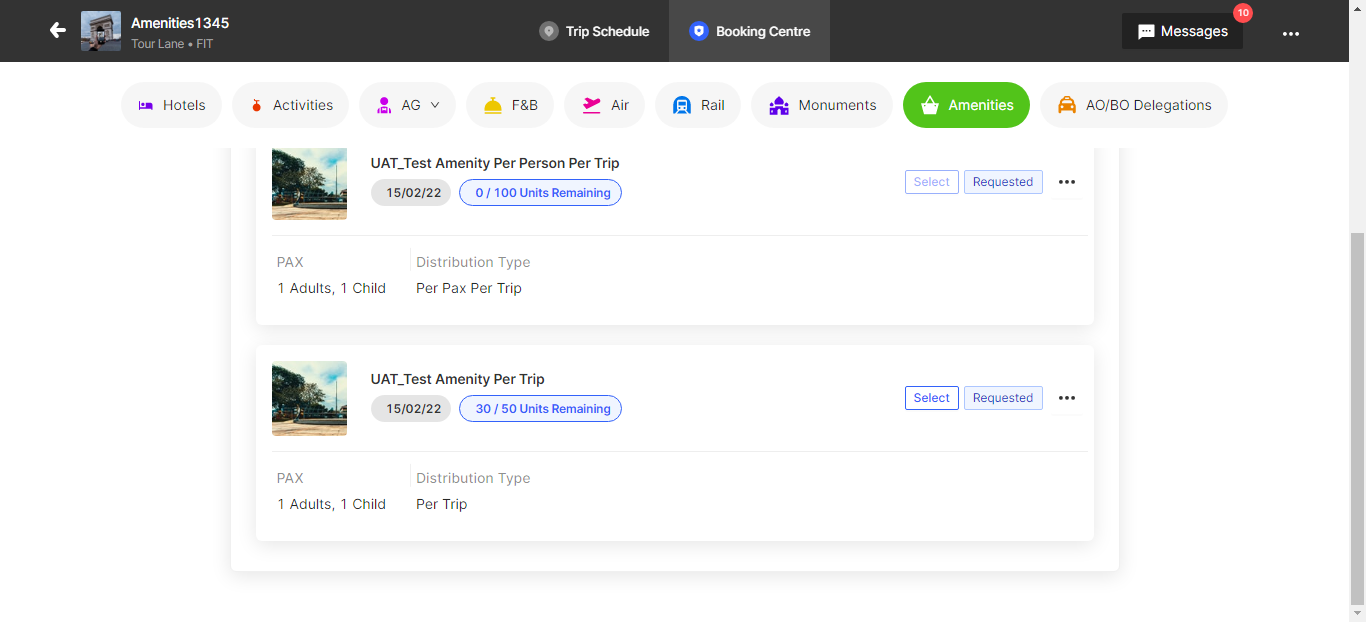 Amenities1345
Tour Lane • FIT
Trip Schedule
Booking Centre
Messages
10
Hotels
Activities
AG
F&B
Air
Rail
Monuments
Amenities
AO/BO Delegations
UAT_Test Amenity Per Person Per Trip
15/02/22
0 / 100 Units Remaining
Select
Requested
PAX
Distribution Type
1 Adults, 1 Child
Per Pax Per Trip
UAT_Test Amenity Per Trip
15/02/22
30 / 50 Units Remaining
Select
Requested
PAX
Distribution Type
1 Adults, 1 Child
Per Trip